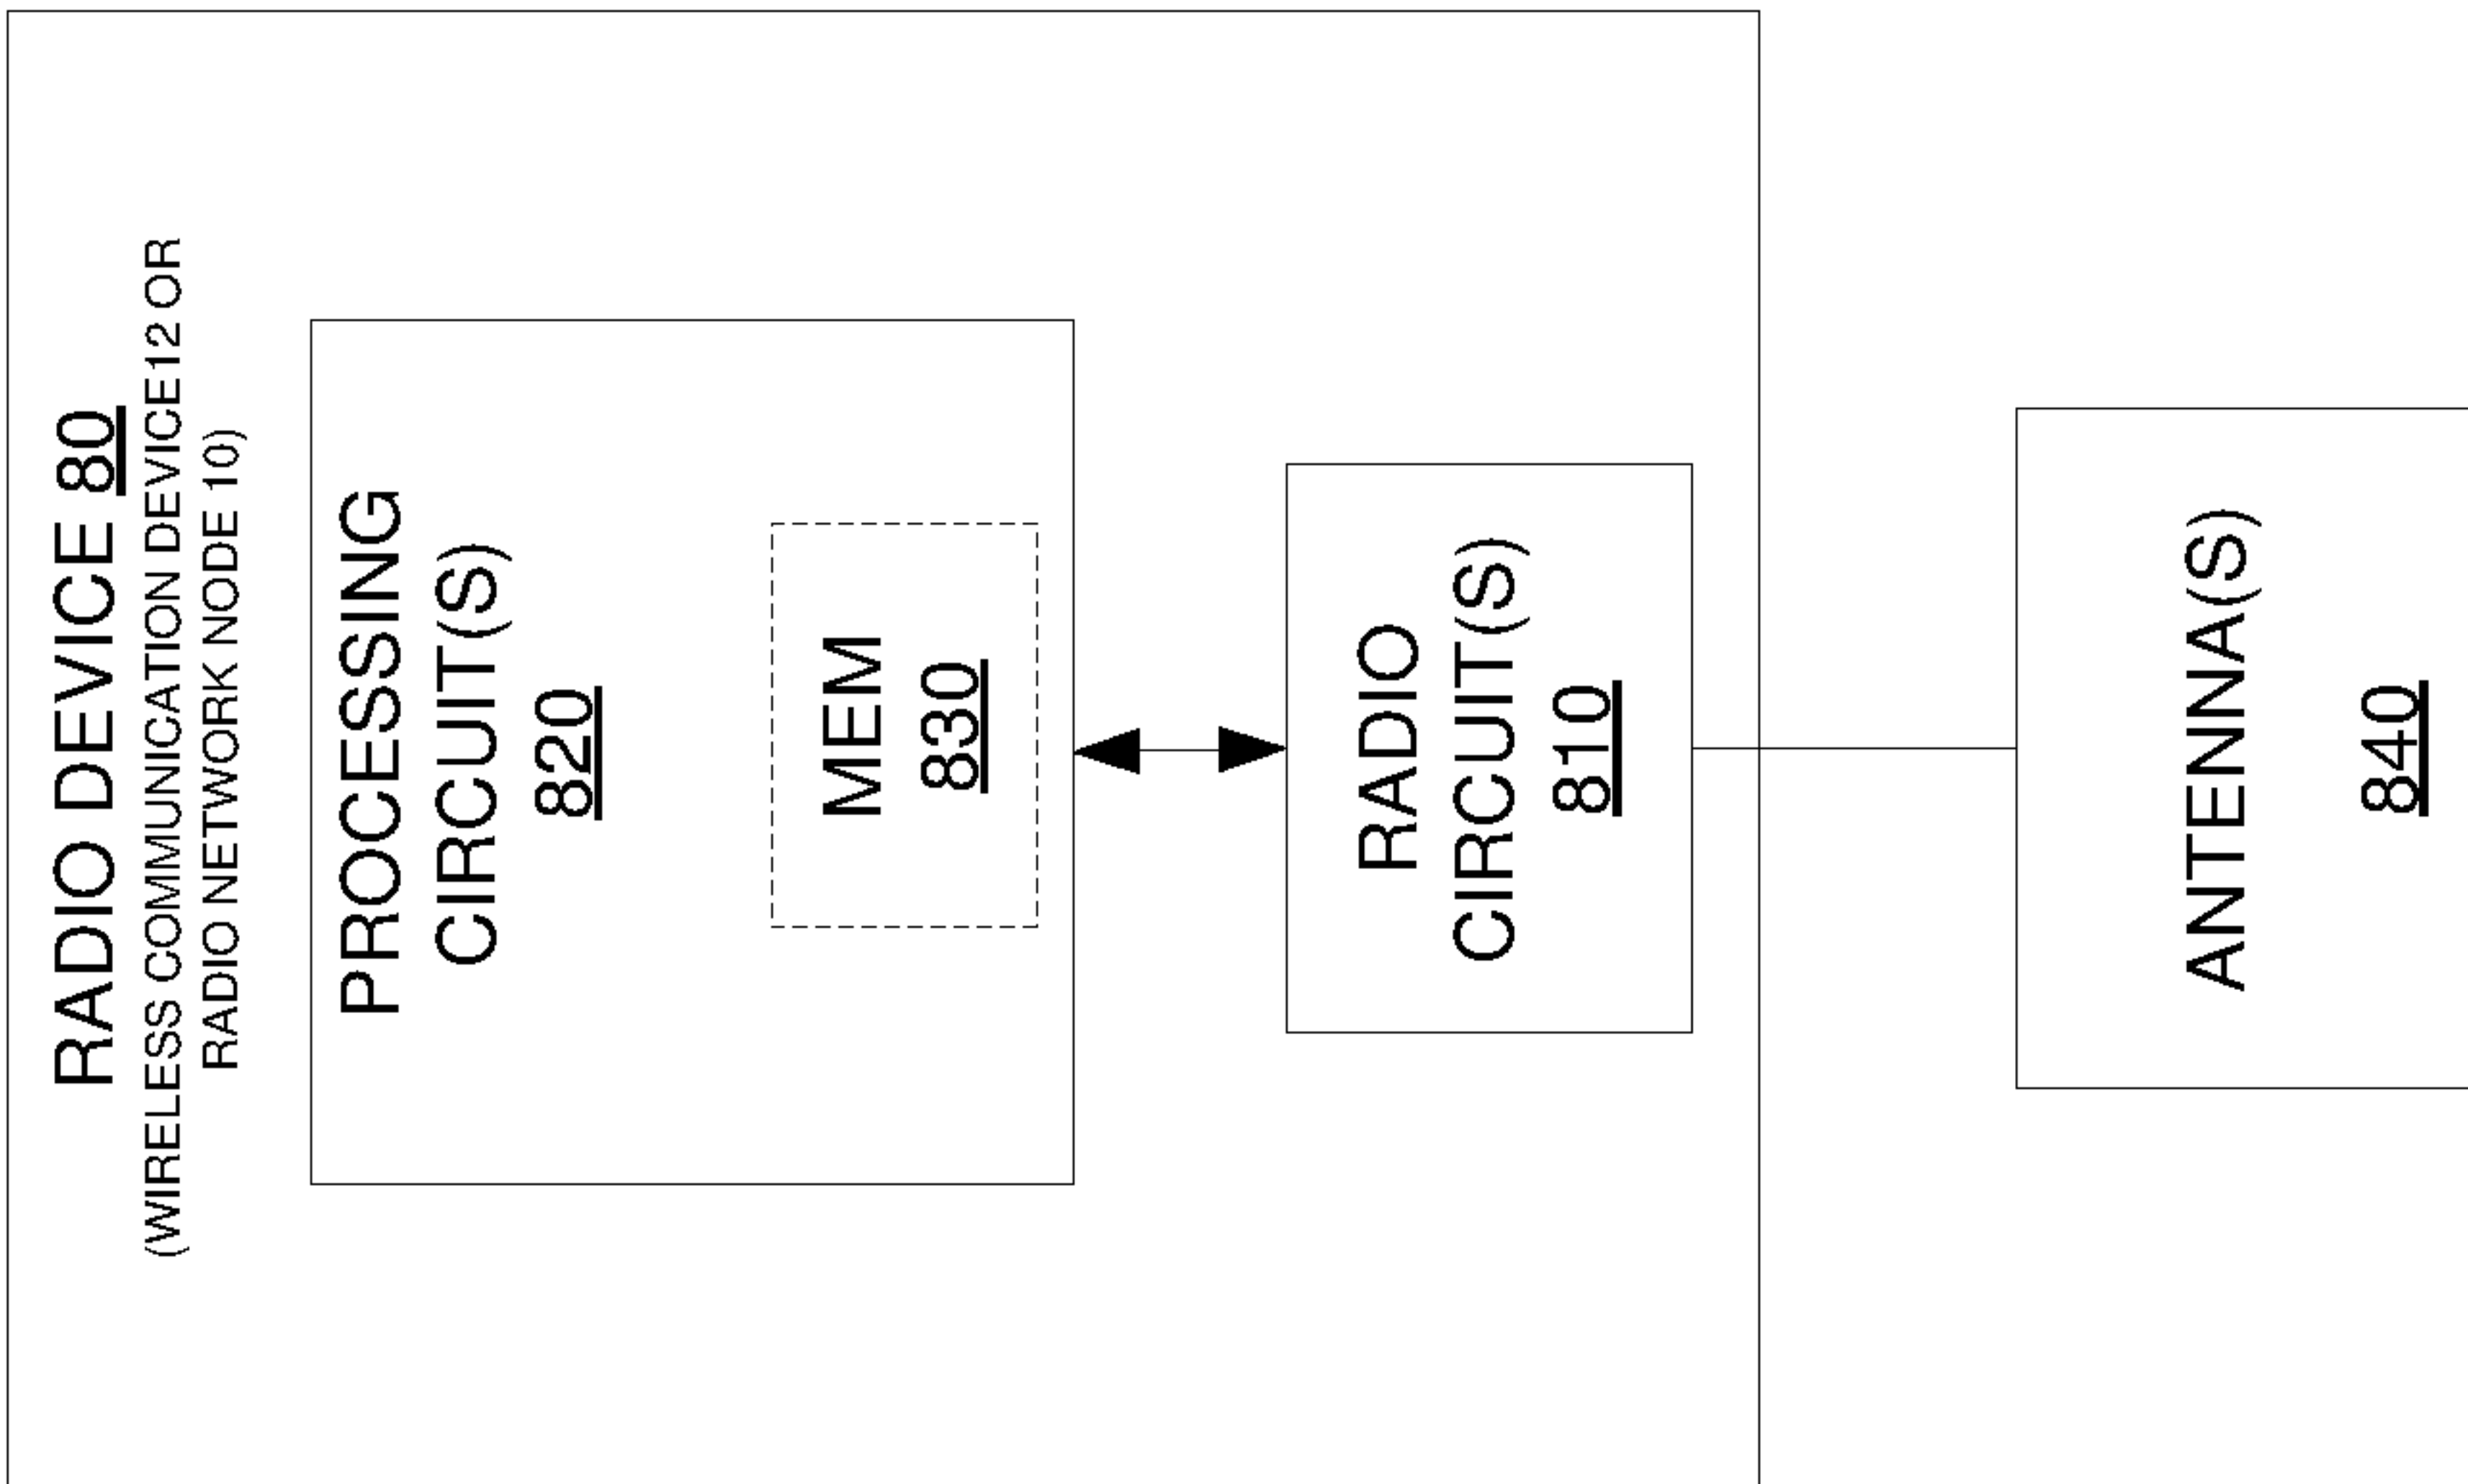 RADIO DEVICE 80
(WIRELESS COMMUNICATION DEVICE12 OR
RADIO NETWORK NODE 10)
PROCESSING
CIRCUIT(S)
820
MEM
830
RADIO
CIRCUIT(S)
810
ANTENNA(S)
840